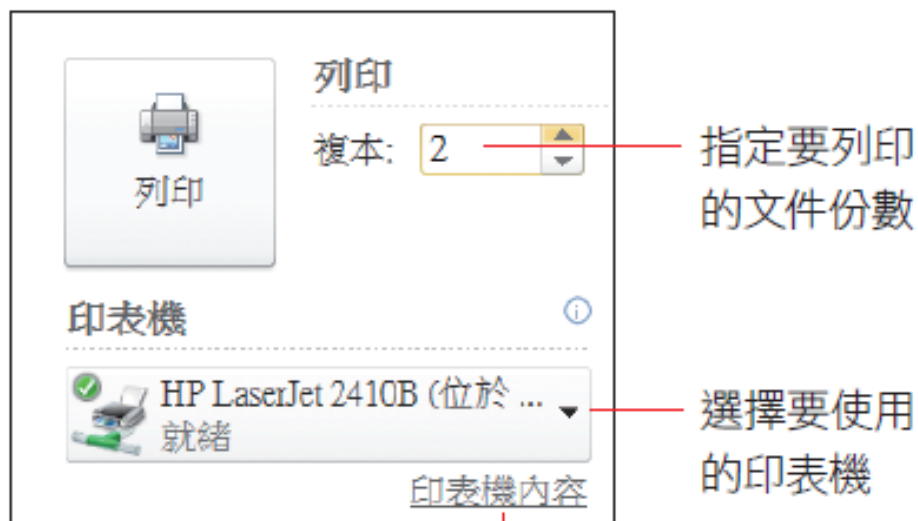 列印
複本: 2
列印
指定要列印
的文件份數
印表機
HP LaserJet 2410B (位於 ...
就緒
選擇要使用
的印表機
印表機內容